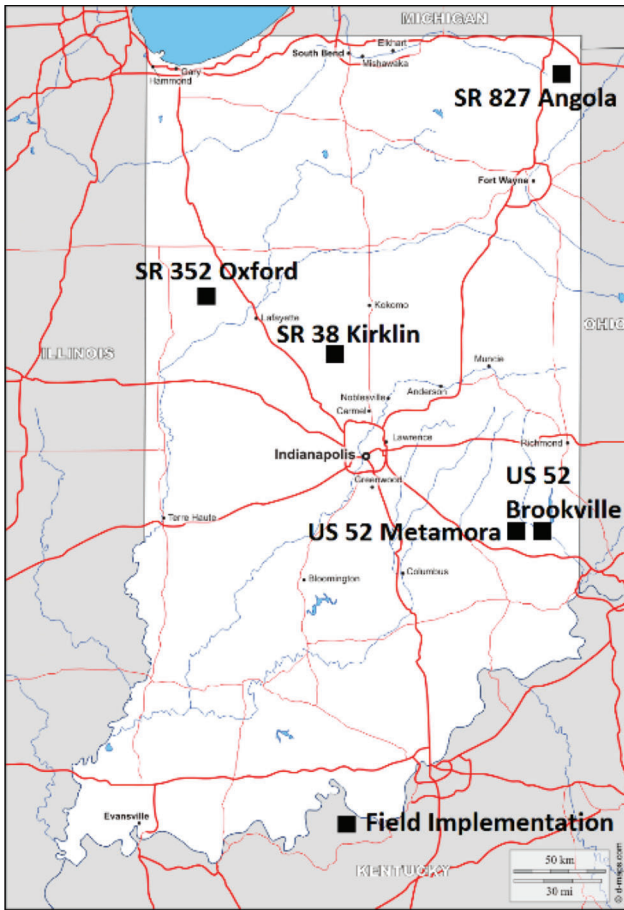 MICHIGAN
Elkhart
South Bend
Mishawaka
Gary
Hammond
SR 827 Angola
Fort Wayne
SR 352 Oxford
Kokomo
Lafayette
OHIO
SR 38 Kirklin
ILLINOIS
Muncie
Anderson
Noblesville
Carmel
Lawrence
Richmond
Indianapolis
Greenwood
US 52
Brookville
Terre Haute
US 52 Metamora
Columbus
Bloomington
Evansville
Field Implementation
50 km
KENTUCKY
30 mi
© d-maps.com